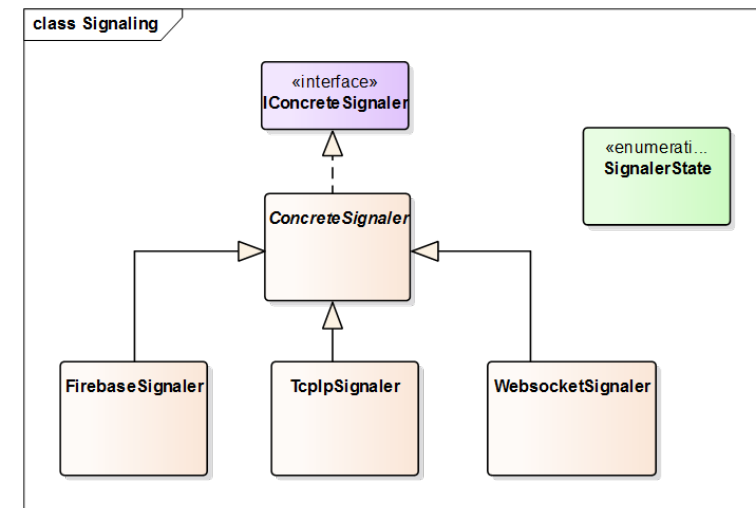 class Signaling
«interface»
IConcreteSignaler
«enumerati...
SignalerState
ConcreteSignaler
FirebaseSignaler
TcpIpSignaler
WebsocketSignaler